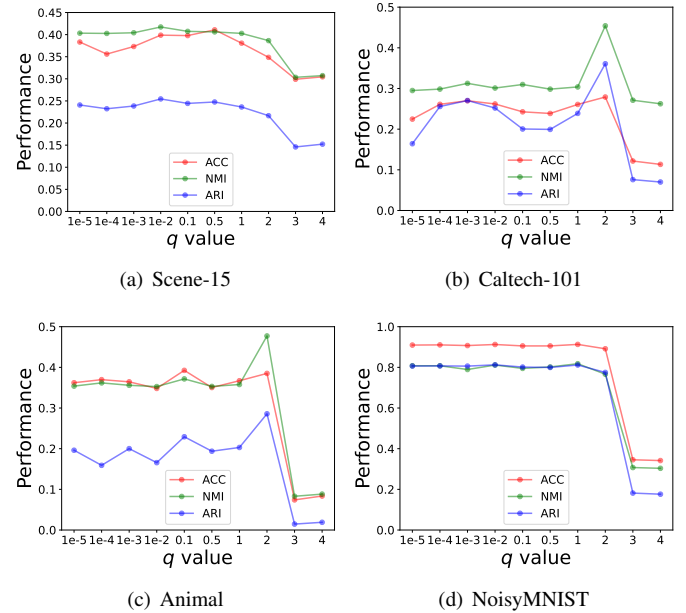 0.45
0.40
0.35
0.30
0.25
0.20
0.15
0.10
0.05
0.00
Performance
ACC
NMI
ARI
1e-5 1e-4 1e-3 1e-2 0.1 0.5 1 2 3 4
q value
(a) Scene-15
0.5
0.4
0.3
0.2
0.1
0.0
Performance
ACC
NMI
ARI
1e-5 1e-4 1e-3 1e-2 0.1 0.5 1 2 3 4
q value
(b) Caltech-101
0.5
0.4
0.3
0.2
0.1
0.0
Performance
ACC
NMI
ARI
1e-5 1e-4 1e-3 1e-2 0.1 0.5 1 2 3 4
q value
(c) Animal
1.0
0.8
0.6
0.4
0.2
0.0
Performance
ACC
NMI
ARI
1e-5 1e-4 1e-3 1e-2 0.1 0.5 1 2 3 4
q value
(d) NoisyMNIST